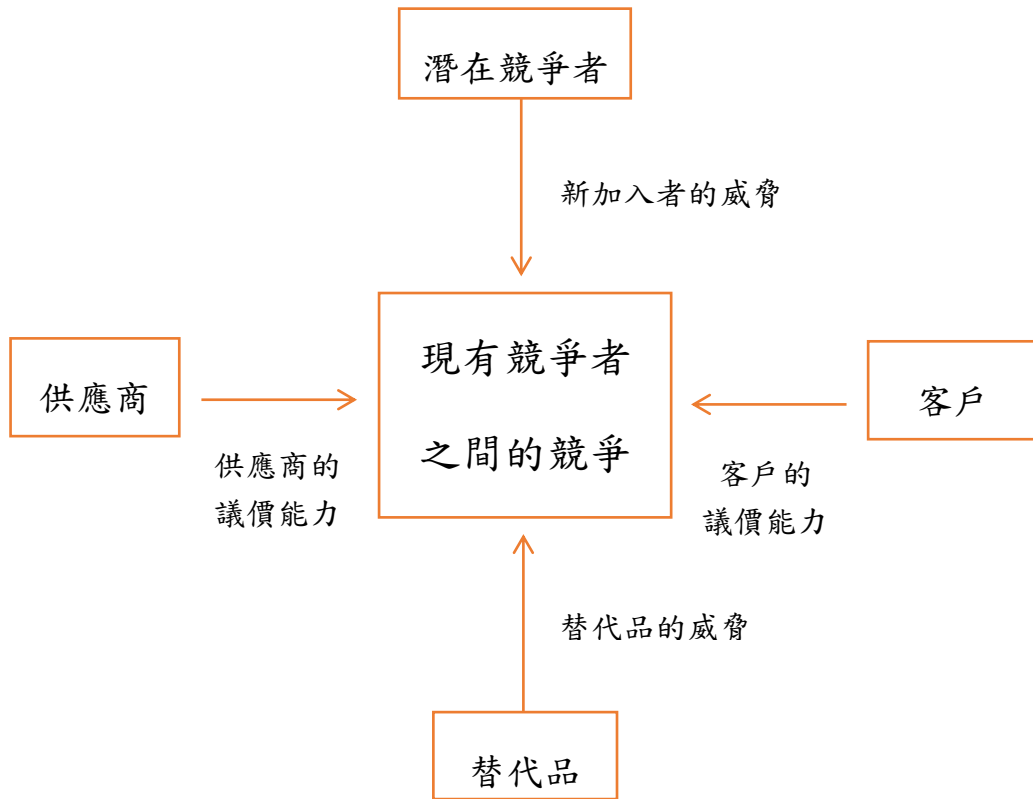 潛在競爭者
新加入者的威脅
現有競爭者
之間的競爭
供應商
供應商的
議價能力
客戶
客戶的
議價能力
替代品的威脅
替代品